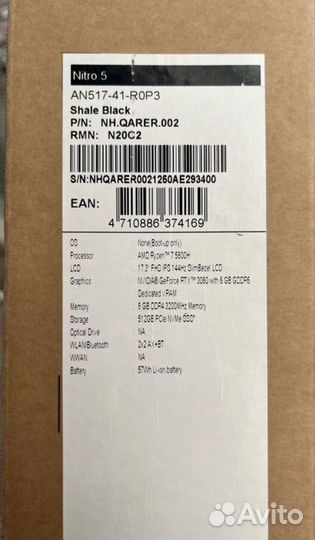 Nitro 5
AN517-41-R0P3
Shale Black
P/N: NH.QARER.002
RMN: N20C2
S/N:NHQARER0021250AE293400
EAN:
4 710886 374169
OS : None(Boot-up only)
Processor : AMD Ryzen™ 7 5800H
LCD : 17.3" FHD IPS 144Hz SlimBezel LCD
Graphics : NVIDIA® GeForce RTX™ 3060 with 6 GB GDDR6
Dedicated VRAM
Memory : 8 GB DDR4 3200MHz Memory
Storage : 512GB PCIe NVMe SSD*
Optical Drive : NA
WLAN/Bluetooth : 2x2 AX+BT
WWAN : NA
Battery : 57Wh Li-ion battery
Avito